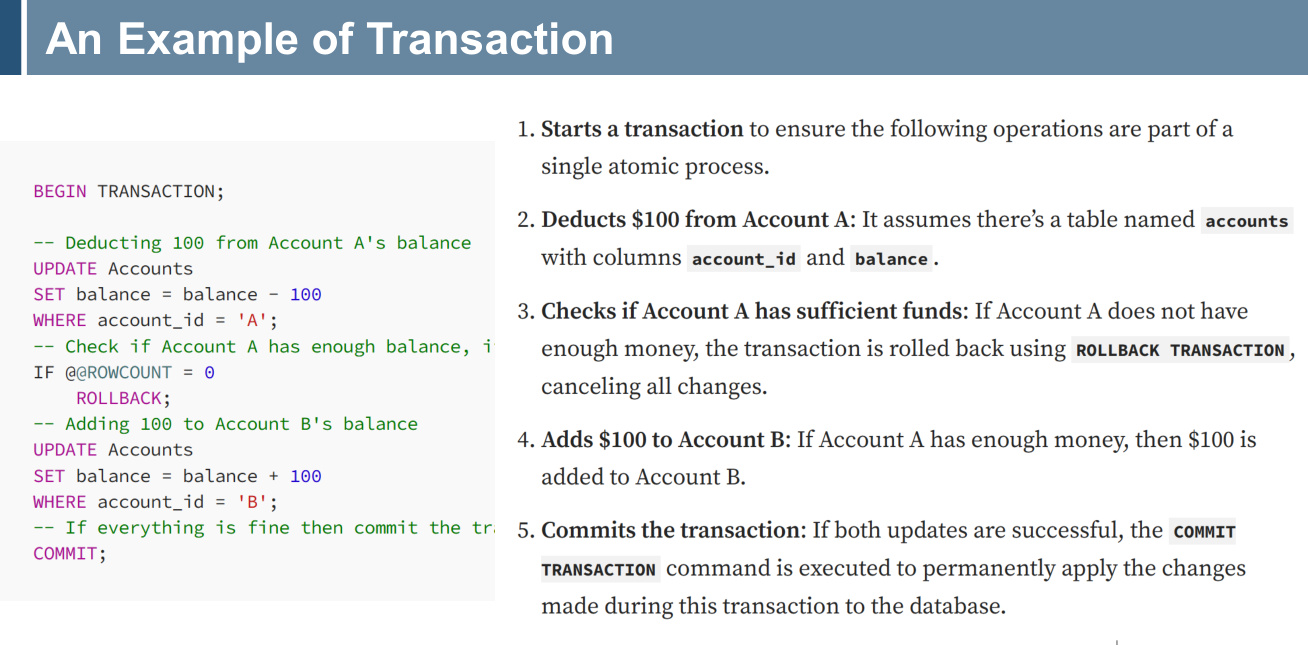 An Example of Transaction
BEGIN TRANSACTION;
-- Deducting 100 from Account A's balance
UPDATE Accounts
SET balance = balance - 100
WHERE account_id = 'A';
-- Check if Account A has enough balance, i
IF @@ROWCOUNT = 0
ROLLBACK;
-- Adding 100 to Account B's balance
UPDATE Accounts
SET balance = balance + 100
WHERE account_id = 'B';
-- If everything is fine then commit the tr
COMMIT;
1. Starts a transaction to ensure the following operations are part of a
single atomic process.
2. Deducts $100 from Account A: It assumes there’s a table named accounts
with columns account_id and balance.
3. Checks if Account A has sufficient funds: If Account A does not have
enough money, the transaction is rolled back using ROLLBACK TRANSACTION,
canceling all changes.
4. Adds $100 to Account B: If Account A has enough money, then $100 is
added to Account B.
5. Commits the transaction: If both updates are successful, the COMMIT
TRANSACTION command is executed to permanently apply the changes
made during this transaction to the database.